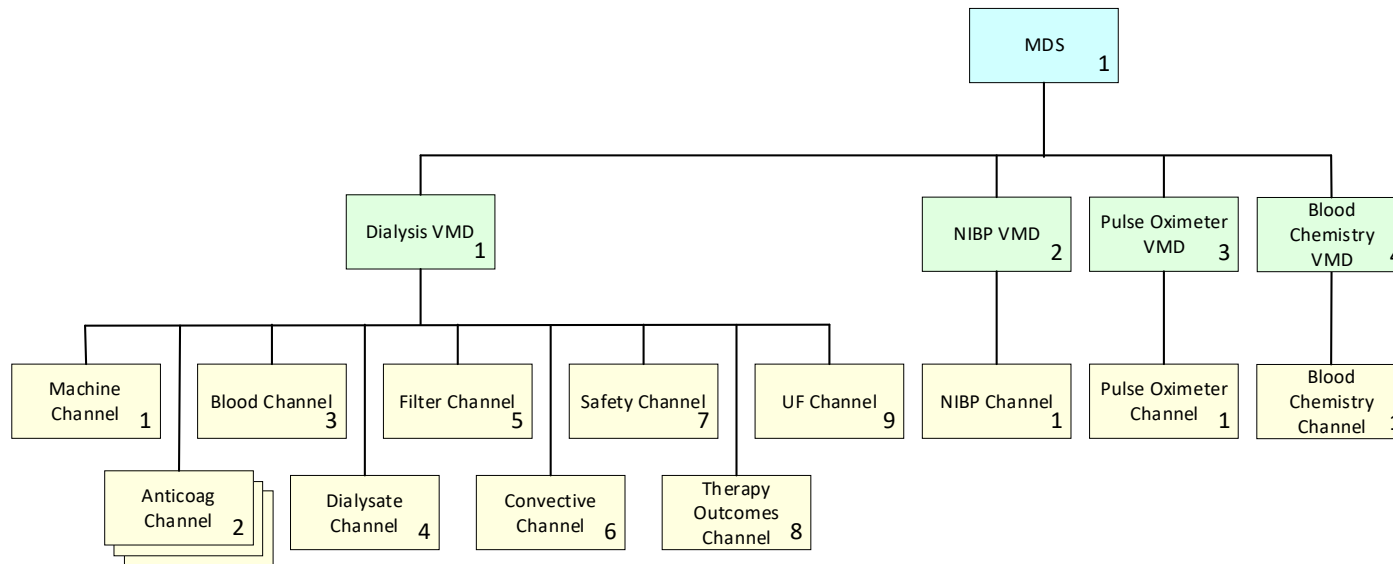 MDS
1
Dialysis VMD
1
NIBP VMD
2
Pulse Oximeter
VMD
3
Blood
Chemistry
VMD
Machine
Channel
1
Blood Channel
3
Filter Channel
5
Safety Channel
7
UF Channel
9
NIBP Channel
1
Pulse Oximeter
Channel
1
Blood
Chemistry
Channel
Anticoag
Channel
2
Dialysate
Channel
4
Convective
Channel
6
Therapy
Outcomes
Channel
8